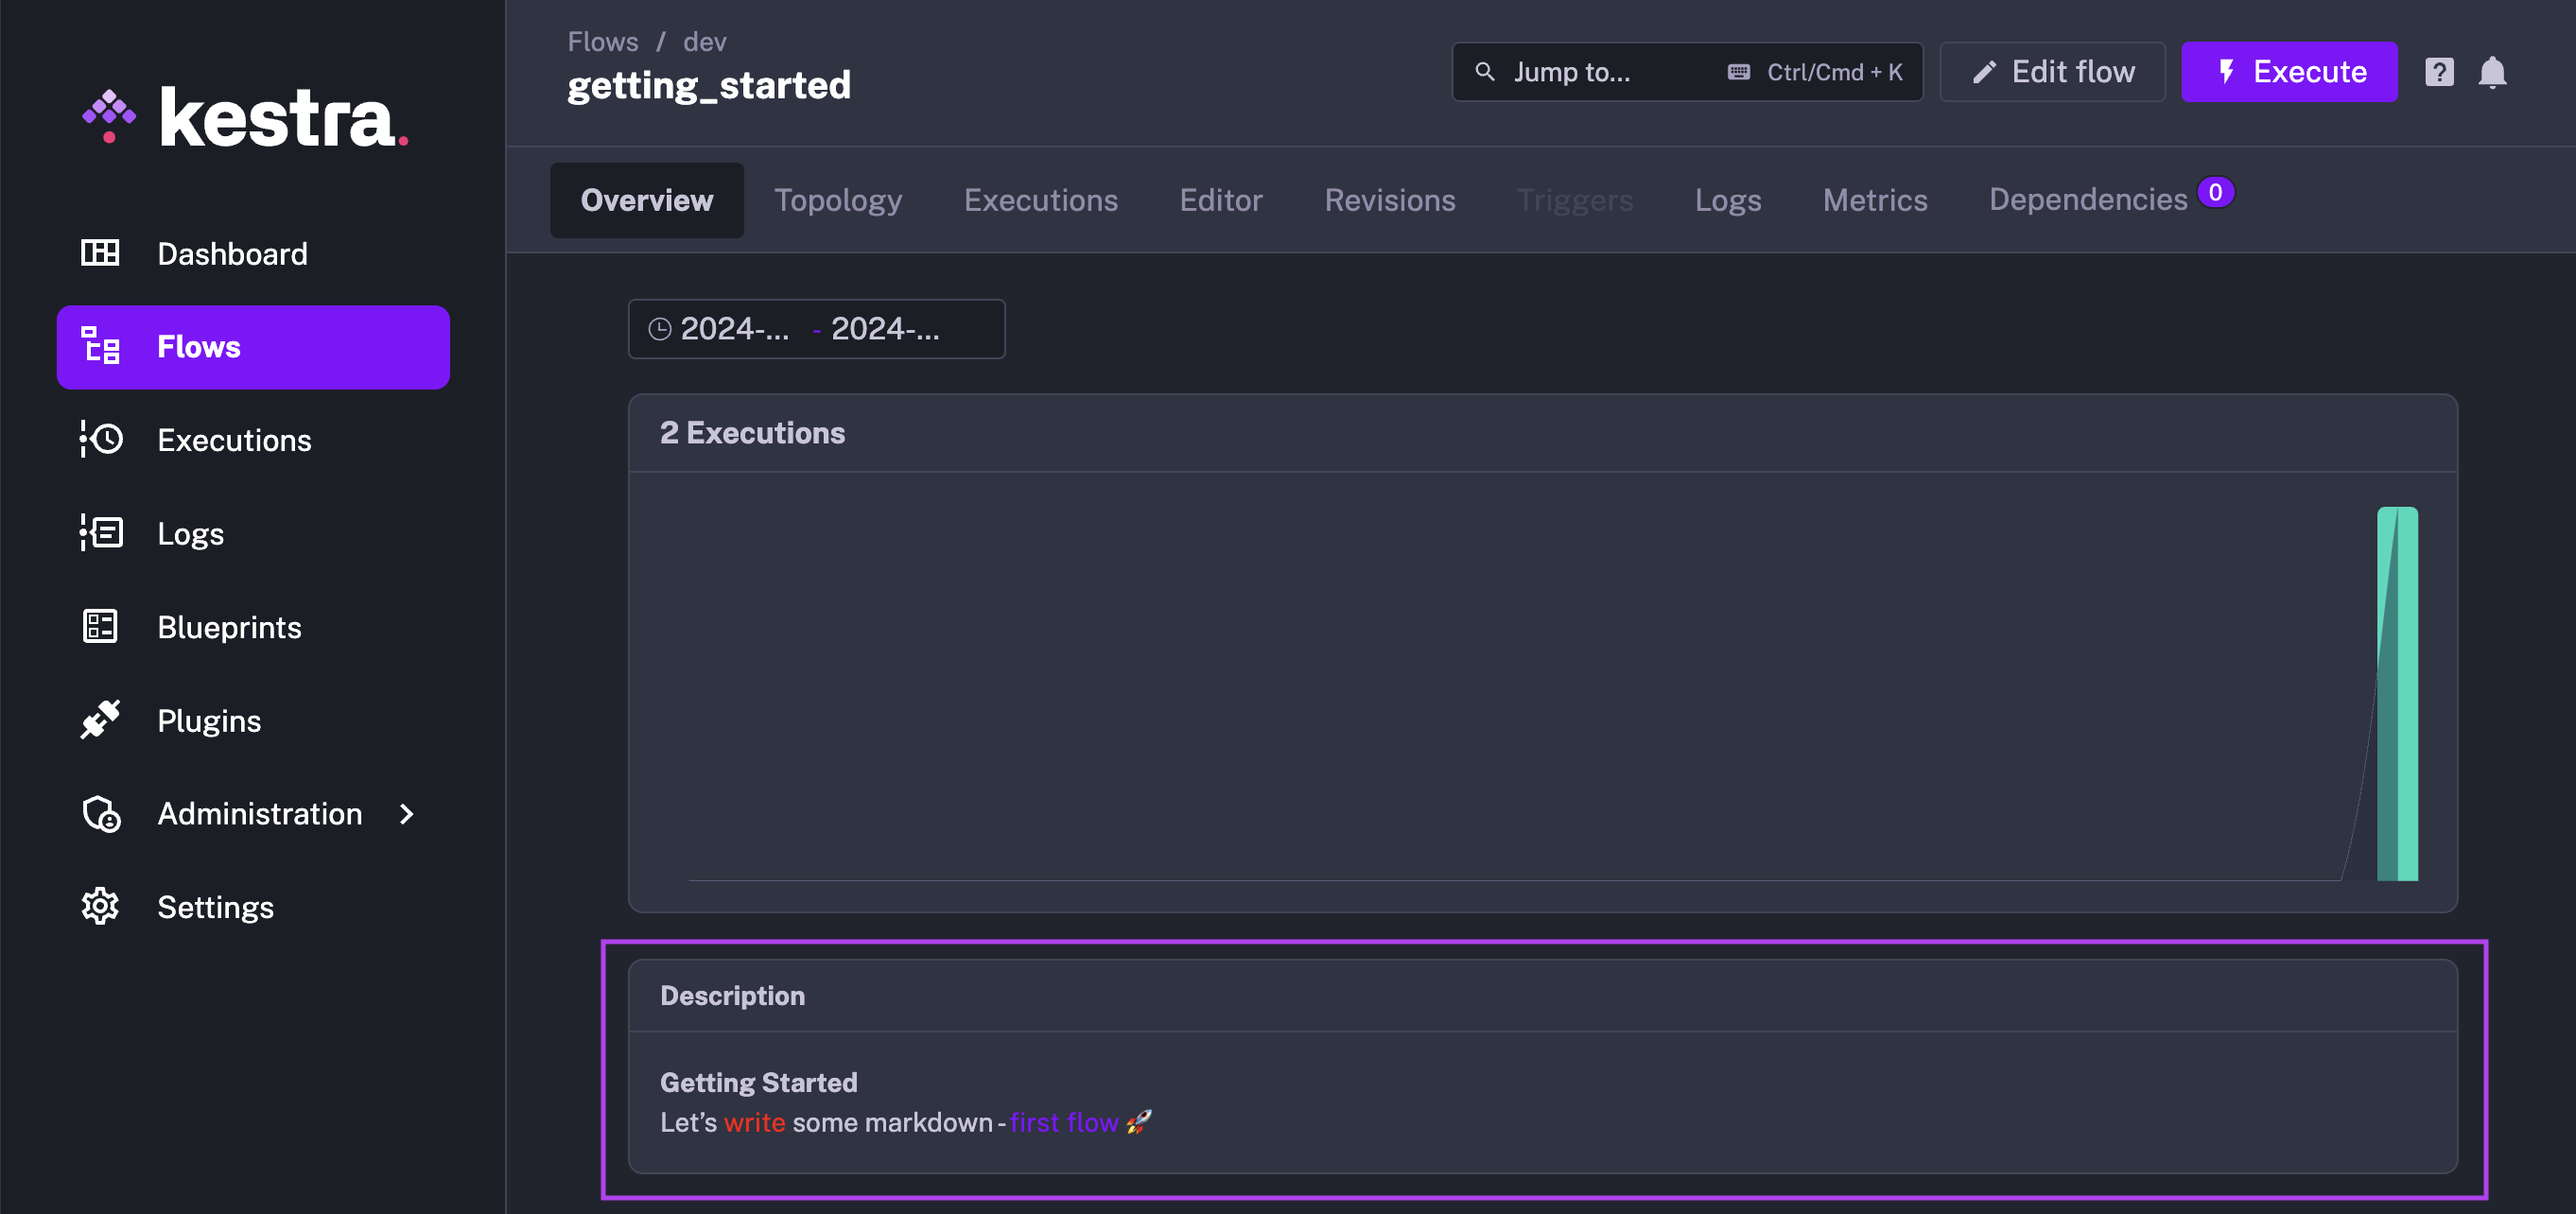 kestra.
Dashboard
Flows
Executions
Logs
Blueprints
Plugins
Administration
Settings
Flows / dev
getting_started
Jump to... Ctrl/Cmd + K
Edit flow
Execute
Overview Topology Executions Editor Revisions Triggers Logs Metrics Dependencies 0
2024-... - 2024-...
2 Executions
Description
Getting Started
Let’s write some markdown - first flow 🚀